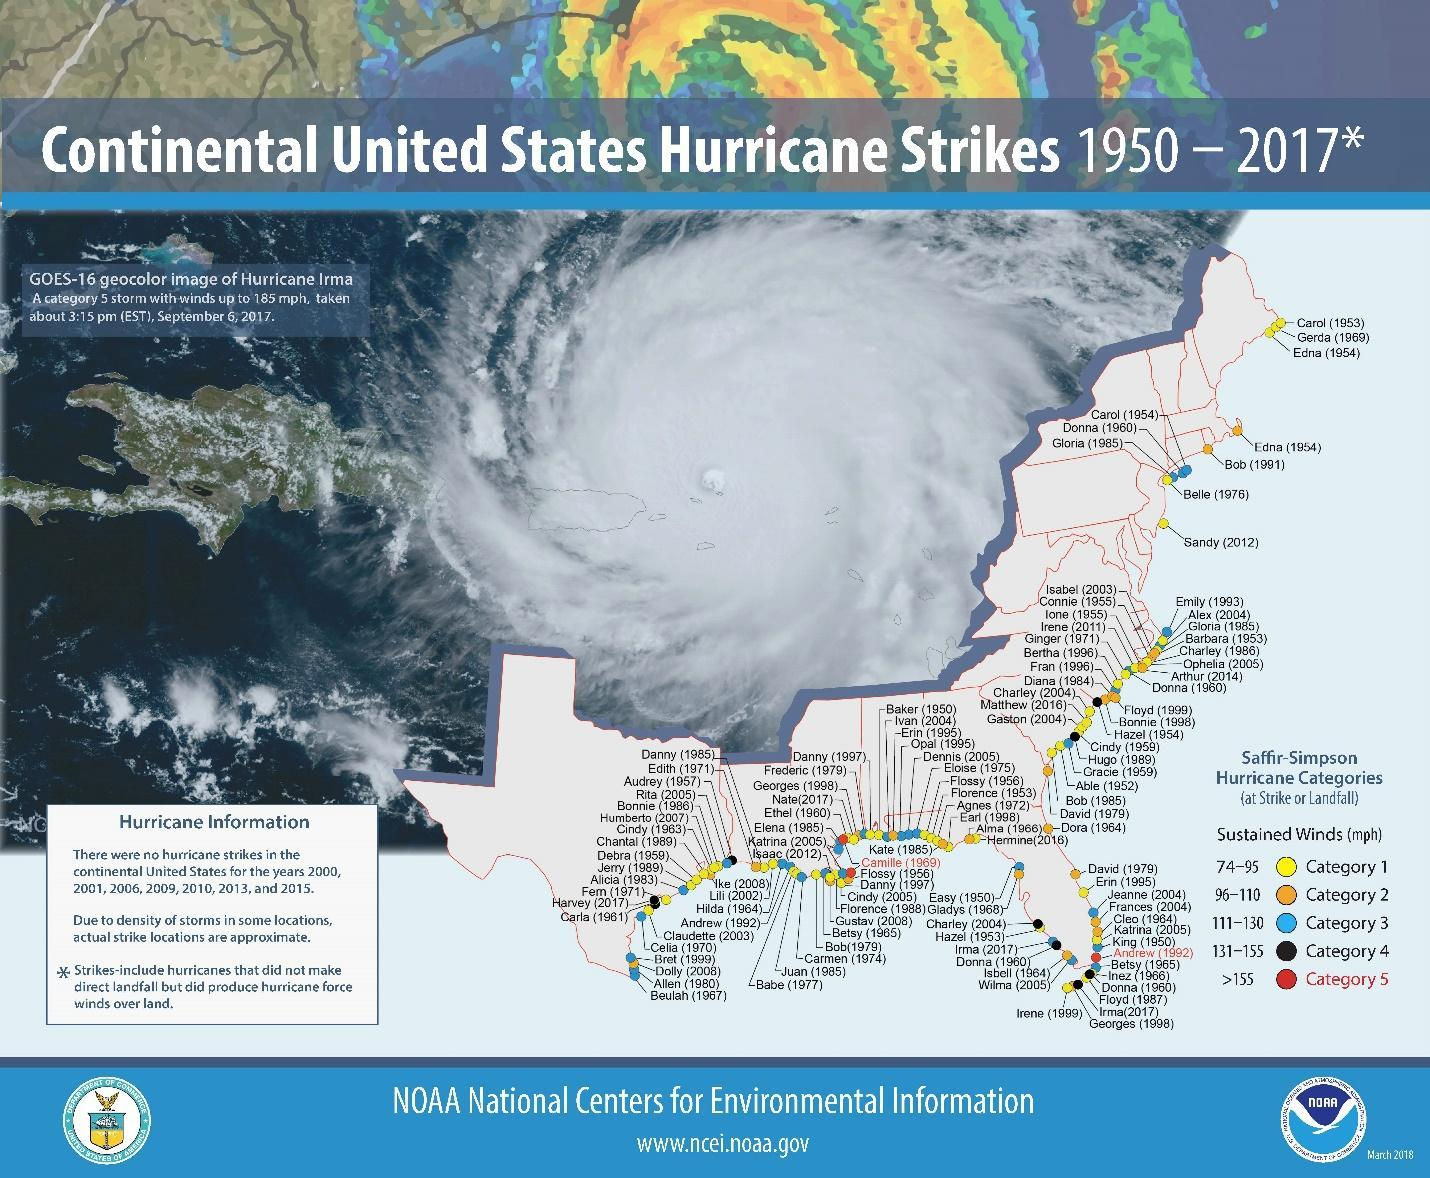 Continental United States Hurricane Strikes 1950 – 2017*
GOES-16 geocolor image of Hurricane Irma
A category 5 storm with winds up to 185 mph, taken
about 3:15 pm (EST), September 6, 2017.
Carol (1953)
Gerda (1969)
Edna (1954)
Carol (1954)
Donna (1960)
Gloria (1985)
Edna (1954)
Bob (1991)
Belle (1976)
Sandy (2012)
Isabel (2003)
Connie (1955)
Ione (1955)
Irene (2011)
Ginger (1971)
Bertha (1996)
Fran (1996)
Diana (1984)
Charley (2004)
Matthew (2016)
Gaston (2004)
Emily (1993)
Alex (2004)
Gloria (1985)
Barbara (1953)
Charley (1986)
Ophelia (2005)
Arthur (2014)
Donna (1960)
Floyd (1999)
Bonnie (1998)
Hazel (1954)
Cindy (1959)
Hugo (1989)
Gracie (1959)
Able (1952)
Bob (1985)
David (1979)
Dora (1964)
Baker (1950)
Ivan (2004)
Erin (1995)
Opal (1995)
Dennis (2005)
Eloise (1975)
Flossy (1956)
Florence (1953)
Agnes (1972)
Earl (1998)
Alma (1966)
Hermine(2016)
Kate (1985)
Danny (1997)
Frederic (1979)
Georges (1998)
Nate(2017)
Ethel (1960)
Elena (1985)
Katrina (2005)
Isaac (2012)
Danny (1985)
Edith (1971)
Audrey (1957)
Rita (2005)
Bonnie (1986)
Humberto (2007)
Cindy (1963)
Chantal (1989)
Debra (1959)
Jerry (1989)
Alicia (1983)
Fern (1971)
Harvey (2017)
Carla (1961)
Ike (2008)
Lili (2002)
Hilda (1964)
Andrew (1992)
Claudette (2003)
Celia (1970)
Bret (1999)
Dolly (2008)
Allen (1980)
Beulah (1967)
Camille (1969)
Flossy (1956)
Danny (1997)
Cindy (2005)
Florence (1988)
Gustav (2008)
Betsy (1965)
Bob(1979)
Carmen (1974)
Juan (1985)
Babe (1977)
Easy (1950)
Gladys (1968)
Charley (2004)
Hazel (1953)
Irma (2017)
Donna (1960)
Isbell (1964)
Wilma (2005)
Irene (1999)
David (1979)
Erin (1995)
Jeanne (2004)
Frances (2004)
Cleo (1964)
Katrina (2005)
King (1950)
Andrew (1992)
Betsy (1965)
Inez (1966)
Donna (1960)
Floyd (1987)
Irma(2017)
Georges (1998)
Saffir-Simpson
Hurricane Categories
(at Strike or Landfall)
Sustained Winds (mph)
74–95 Category 1
96–110 Category 2
111–130 Category 3
131–155 Category 4
>155 Category 5
Hurricane Information
There were no hurricane strikes in the
continental United States for the years 2000,
2001, 2006, 2009, 2010, 2013, and 2015.
Due to density of storms in some locations,
actual strike locations are approximate.
* Strikes-include hurricanes that did not make
direct landfall but did produce hurricane force
winds over land.
NOAA National Centers for Environmental Information
www.ncei.noaa.gov
DEPARTMENT OF COMMERCE
UNITED STATES OF AMERICA
NOAA
March 2018